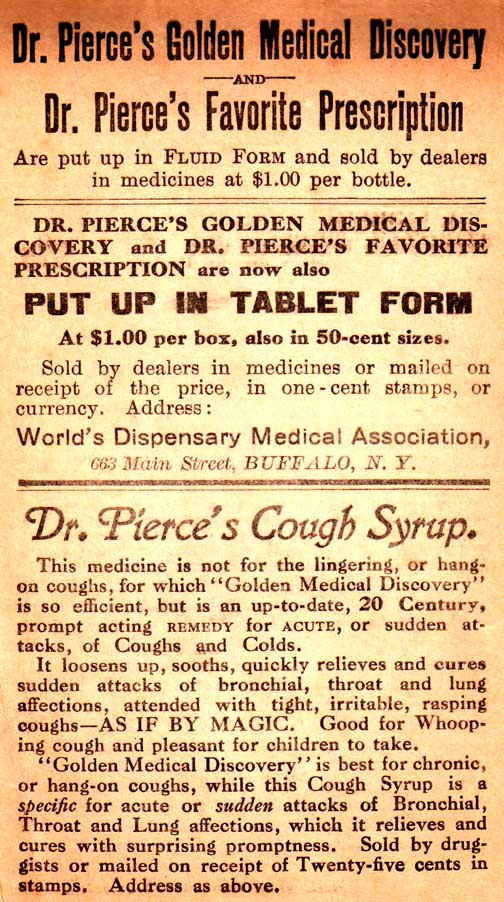 Dr. Pierce's Golden Medical Discovery
AND
Dr. Pierce's Favorite Prescription
Are put up in FLUID FORM and sold by dealers
in medicines at $1.00 per bottle.
DR. PIERCE'S GOLDEN MEDICAL DIS-
COVERY and DR. PIERCE'S FAVORITE
PRESCRIPTION are now also
PUT UP IN TABLET FORM
At $1.00 per box, also in 50-cent sizes.
Sold by dealers in medicines or mailed on
receipt of the price, in one-cent stamps, or
currency. Address:
World's Dispensary Medical Association,
663 Main Street, BUFFALO, N. Y.
Dr. Pierce's Cough Syrup.
This medicine is not for the lingering, or hang-
on coughs, for which "Golden Medical Discovery"
is so efficient, but is an up-to-date, 20 Century,
prompt acting REMEDY for ACUTE, or sudden at-
tacks, of Coughs and Colds.
It loosens up, sooths, quickly relieves and cures
sudden attacks of bronchial, throat and lung
affections, attended with tight, irritable, rasping
coughs—AS IF BY MAGIC. Good for Whoop-
ing cough and pleasant for children to take.
"Golden Medical Discovery" is best for chronic,
or hang-on coughs, while this Cough Syrup is a
specific for acute or sudden attacks of Bronchial,
Throat and Lung affections, which it relieves and
cures with surprising promptness. Sold by drug-
gists or mailed on receipt of Twenty-five cents in
stamps. Address as above.